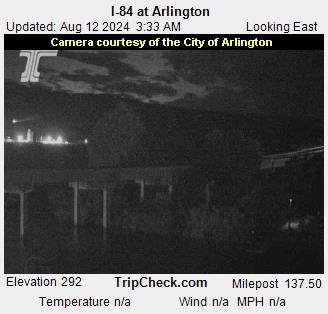 I-84 at Arlington
Updated: Aug 12 2024 3:33 AM Looking East
Camera courtesy of the City of Arlington
Elevation 292 TripCheck.com Milepost 137.50
Temperature n/a Wind n/a MPH n/a